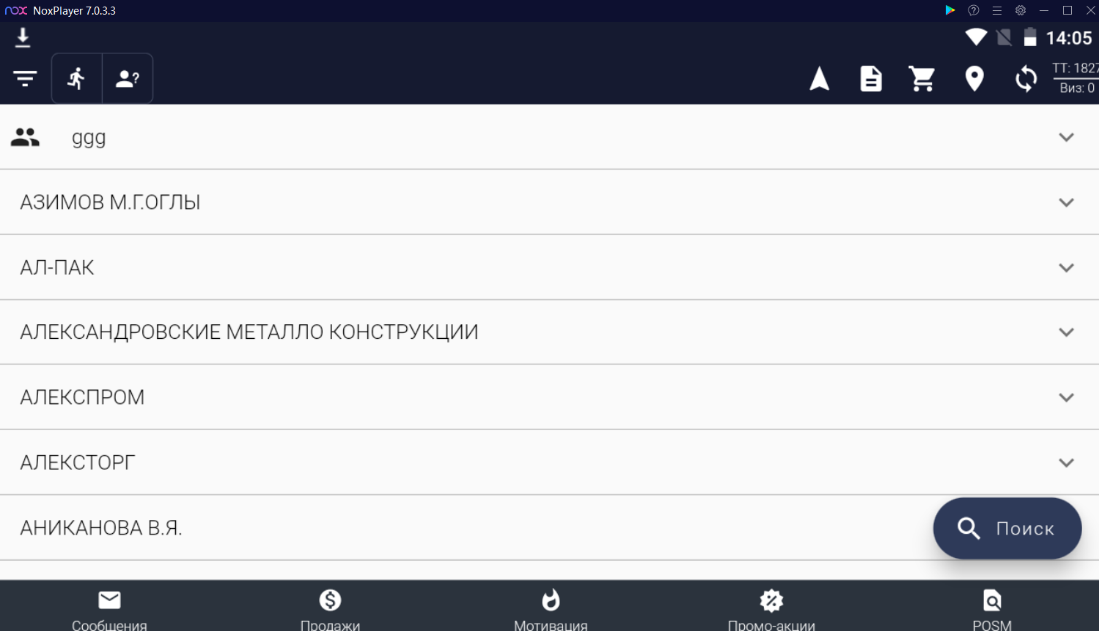 nox NoxPlayer 7.0.3.3
14:05
ТТ: 1827
Виз: 0
ggg
АЗИМОВ М.Г.ОГЛЫ
АЛ-ПАК
АЛЕКСАНДРОВСКИЕ МЕТАЛЛО КОНСТРУКЦИИ
АЛЕКСПРОМ
АЛЕКСТОРГ
АНИКАНОВА В.Я.
Поиск
Сообщения Продажи Мотивация Промо-акции POSM